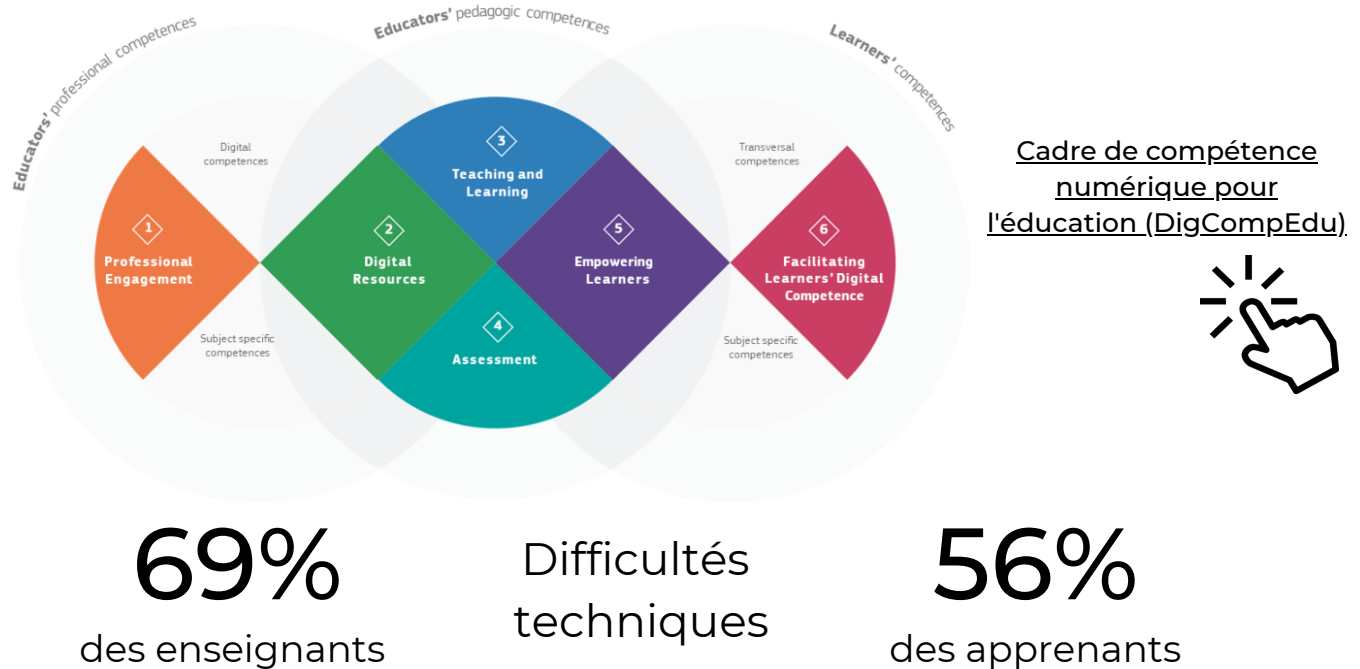 Educators' professional competences
Educators' pedagogic competences
Learners' competences
Digital
competences
Transversal
competences
3
Teaching and
Learning
1
Professional
Engagement
2
Digital
Resources
5
Empowering
Learners
6
Facilitating
Learners' Digital
Competence
4
Assessment
Subject specific
competences
Subject specific
competences
Cadre de compétence
numérique pour
l'éducation (DigCompEdu)
69%
des enseignants
Difficultés
techniques
56%
des apprenants